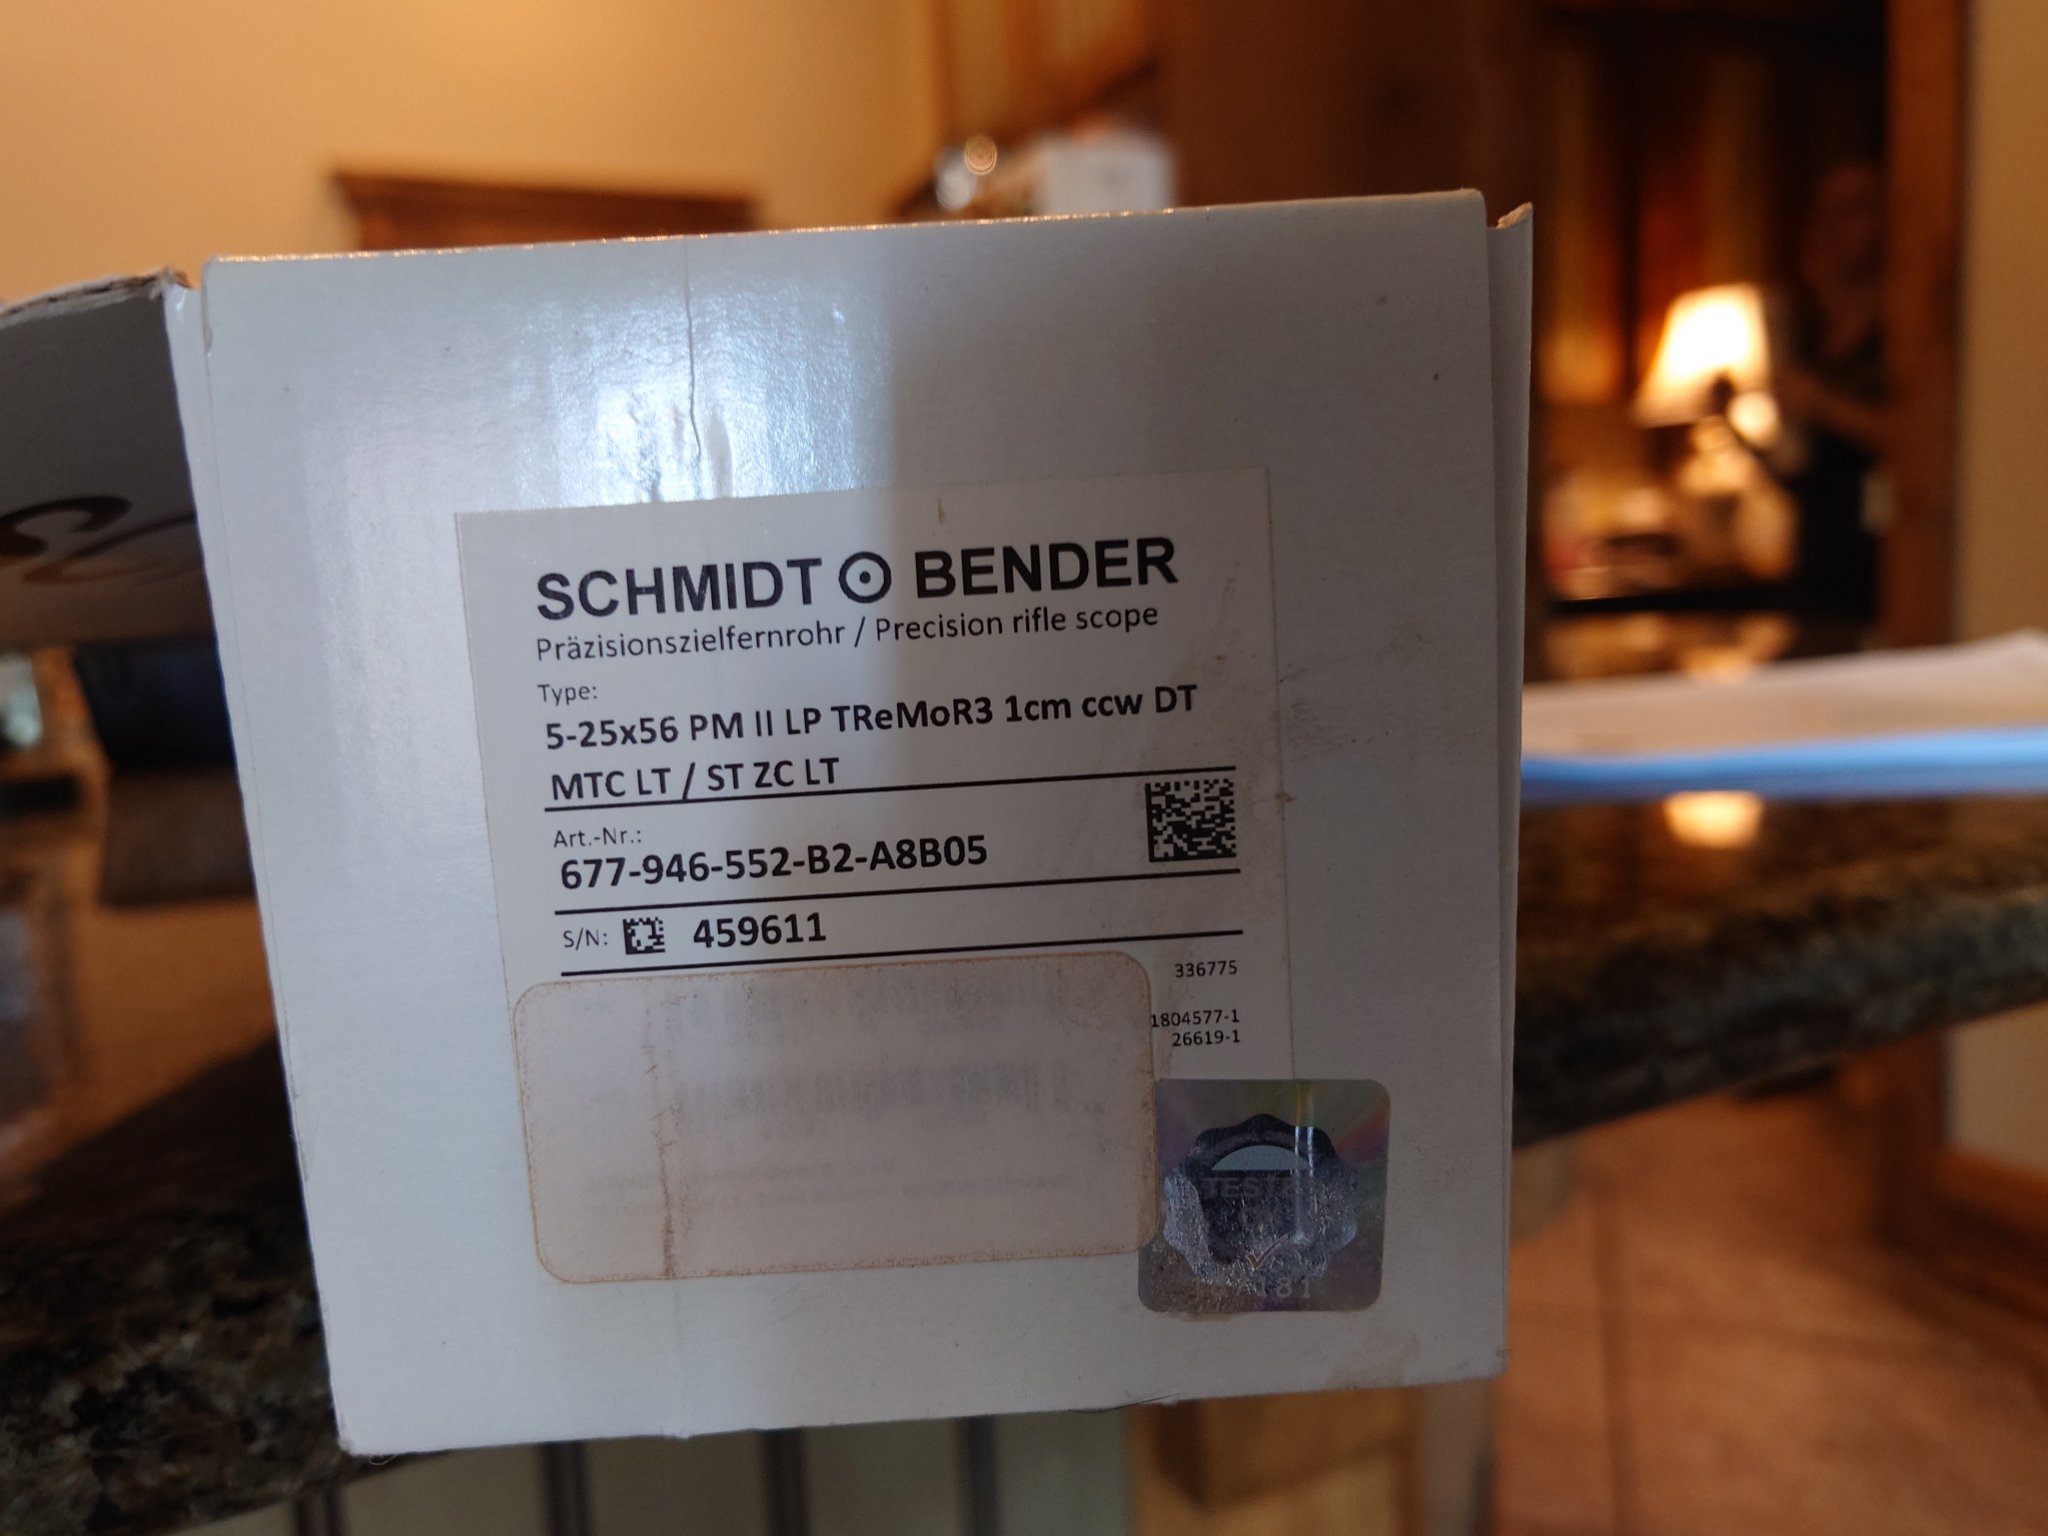 SCHMIDT BENDER
Präzisionszielfernrohr / Precision rifle scope
Type:
5-25x56 PM II LP TReMoR3 1cm ccw DT
MTC LT / ST ZC LT
Art.-Nr.:
677-946-552-B2-A8B05
S/N: 459611
336775
1804577-1
26619-1